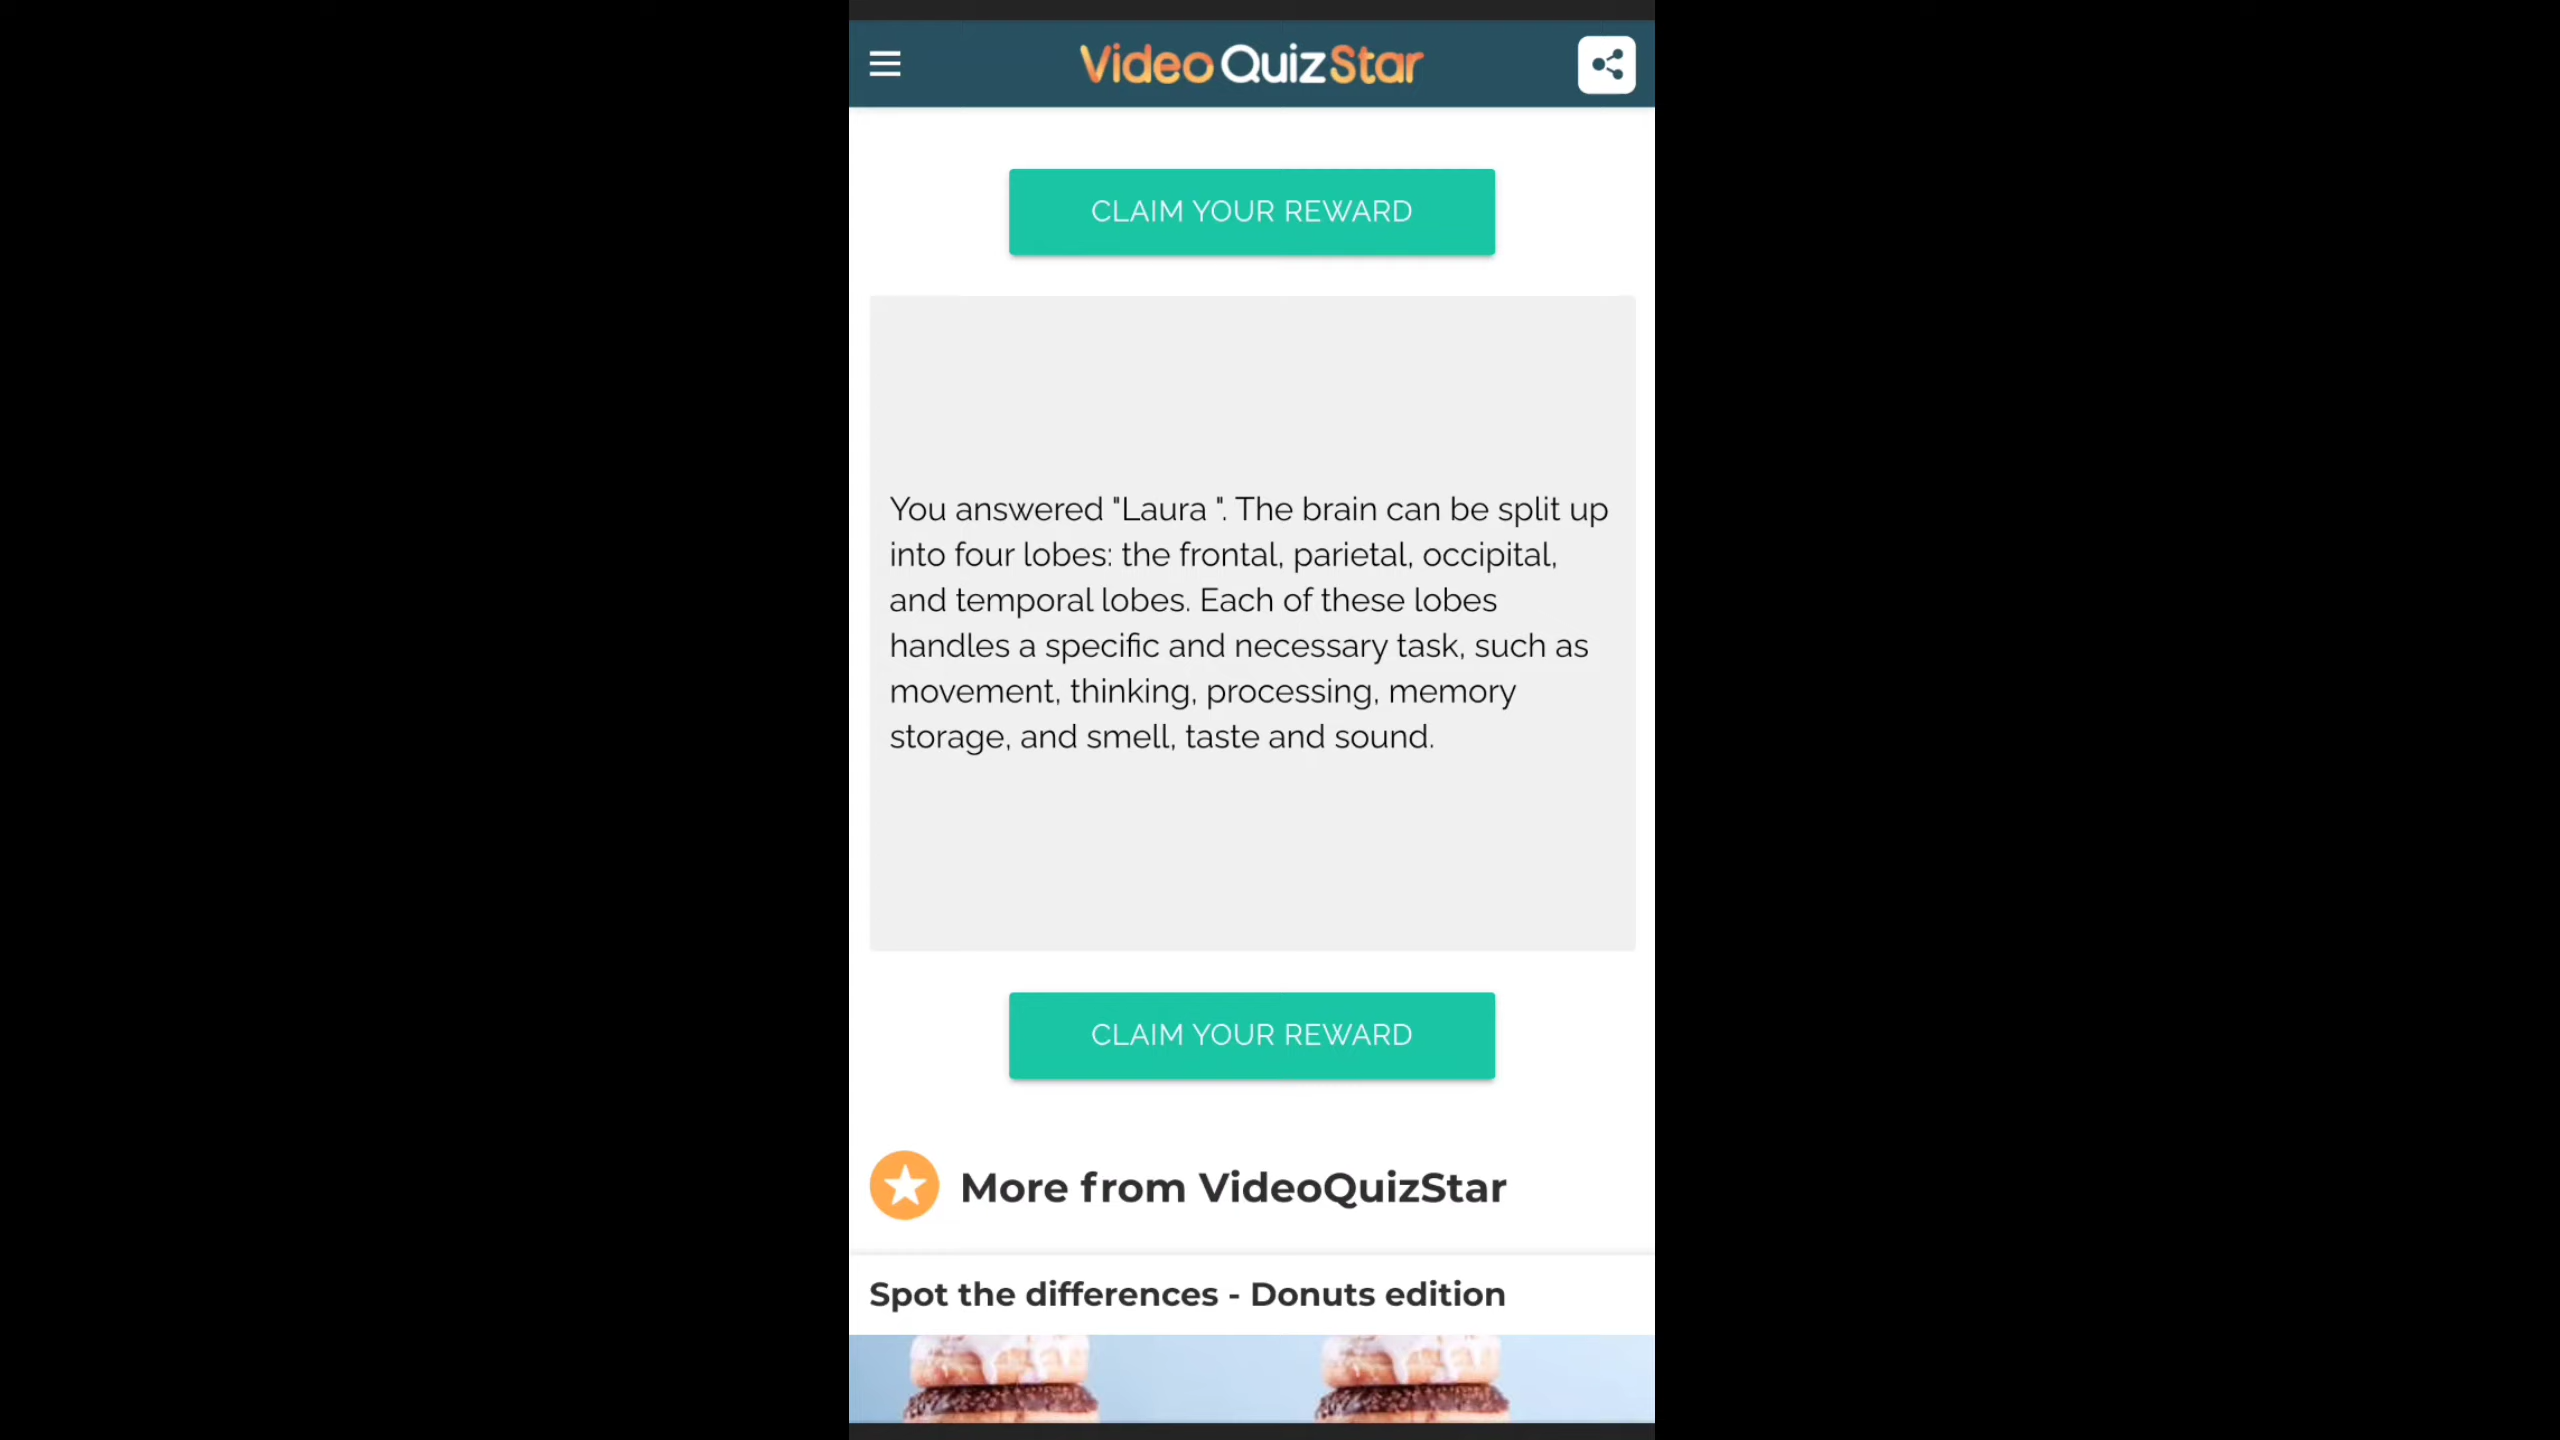 Video QuizStar
CLAIM YOUR REWARD
You answered "Laura ". The brain can be split up
into four lobes: the frontal, parietal, occipital,
and temporal lobes. Each of these lobes
handles a specific and necessary task, such as
movement, thinking, processing, memory
storage, and smell, taste and sound.
CLAIM YOUR REWARD
More from VideoQuizStar
Spot the differences - Donuts edition